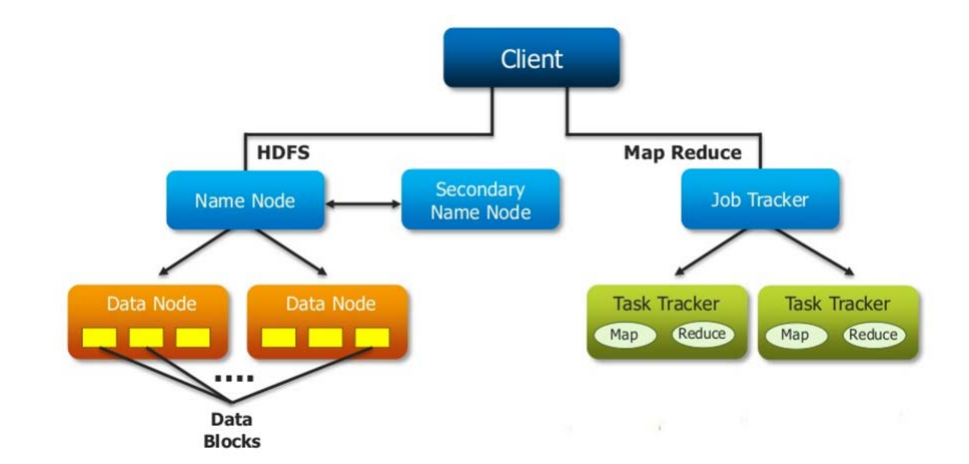 Client
HDFS
Map Reduce
Name Node
Secondary
Name Node
Job Tracker
Data Node
Data Node
Task Tracker
Map
Reduce
Task Tracker
Map
Reduce
....
Data
Blocks